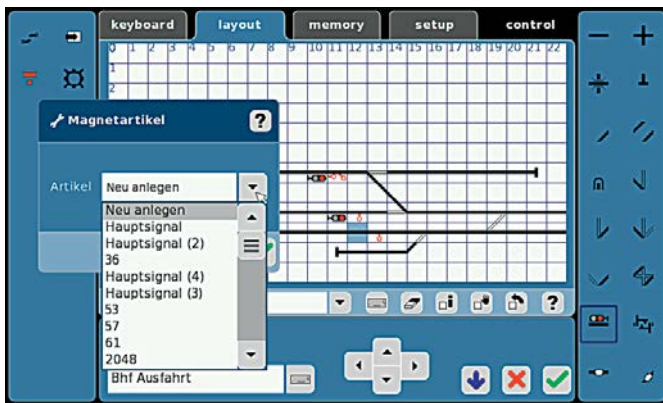 keyboard layout memory setup control
0 1 2 3 4 5 6 7 8 9 10 11 12 13 14 15 16 17 18 19 20 21 22
1
2
Magnetartikel ?
Artikel Neu anlegen
Neu anlegen
Hauptsignal
Hauptsignal (2)
36
Hauptsignal (4)
Hauptsignal (3)
53
57
61
2048
i ?
Bhf Ausfahrt